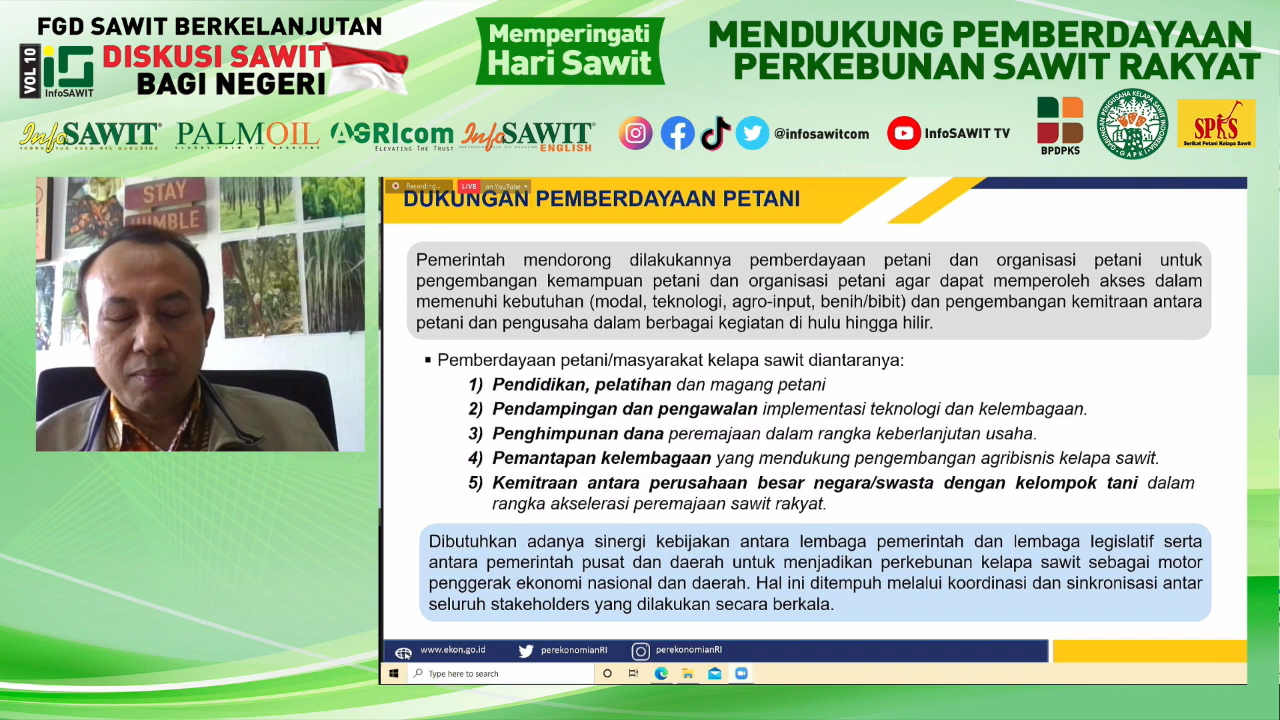 FGD SAWIT BERKELANJUTAN
VOL 10
InfoSAWIT
DISKUSI SAWIT
BAGI NEGERI
Memperingati
Hari Sawit
MENDUKUNG PEMBERDAYAAN
PERKEBUNAN SAWIT RAKYAT
InfoSAWIT
PALMOIL
GLOBAL PALM OIL MAGAZINE
AGRIcom
ELEVATING THE TRUST
InfoSAWIT
ENGLISH
@infosawitcom
InfoSAWIT TV
BPDPKS
GABUNGAN PENGUSAHA KELAPA SAWIT INDONESIA
GAPKI
SPKS
Serikat Petani Kelapa Sawit
STAY
HUMBLE
Recording...
LIVE on YouTube
DUKUNGAN PEMBERDAYAAN PETANI
Pemerintah mendorong dilakukannya pemberdayaan petani dan organisasi petani untuk
pengembangan kemampuan petani dan organisasi petani agar dapat memperoleh akses dalam
memenuhi kebutuhan (modal, teknologi, agro-input, benih/bibit) dan pengembangan kemitraan antara
petani dan pengusaha dalam berbagai kegiatan di hulu hingga hilir.
▪ Pemberdayaan petani/masyarakat kelapa sawit diantaranya:
1) Pendidikan, pelatihan dan magang petani
2) Pendampingan dan pengawalan implementasi teknologi dan kelembagaan.
3) Penghimpunan dana peremajaan dalam rangka keberlanjutan usaha.
4) Pemantapan kelembagaan yang mendukung pengembangan agribisnis kelapa sawit.
5) Kemitraan antara perusahaan besar negara/swasta dengan kelompok tani dalam
rangka akselerasi peremajaan sawit rakyat.
Dibutuhkan adanya sinergi kebijakan antara lembaga pemerintah dan lembaga legislatif serta
antara pemerintah pusat dan daerah untuk menjadikan perkebunan kelapa sawit sebagai motor
penggerak ekonomi nasional dan daerah. Hal ini ditempuh melalui koordinasi dan sinkronisasi antar
seluruh stakeholders yang dilakukan secara berkala.
www.ekon.go.id
perekonomianRI
perekonomianRI
Type here to search